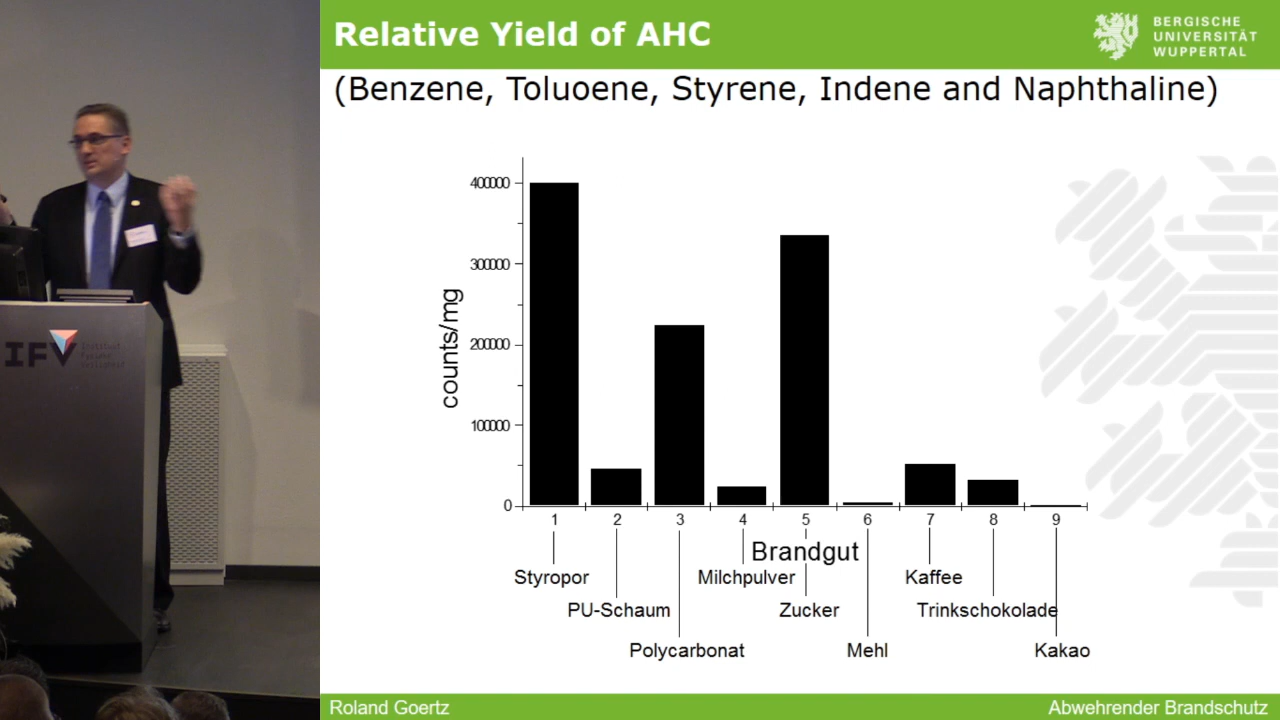 Relative Yield of AHC
BERGISCHE
UNIVERSITÄT
WUPPERTAL
(Benzene, Toluoene, Styrene, Indene and Naphthaline)
400000
300000
200000
100000
0
counts/mg
1 2 3 4 5 6 7 8 9
Brandgut
Styropor Milchpulver Kaffee
PU-Schaum Zucker Trinkschokolade
Polycarbonat Mehl Kakao
IFV
Roland Goertz Abwehrender Brandschutz